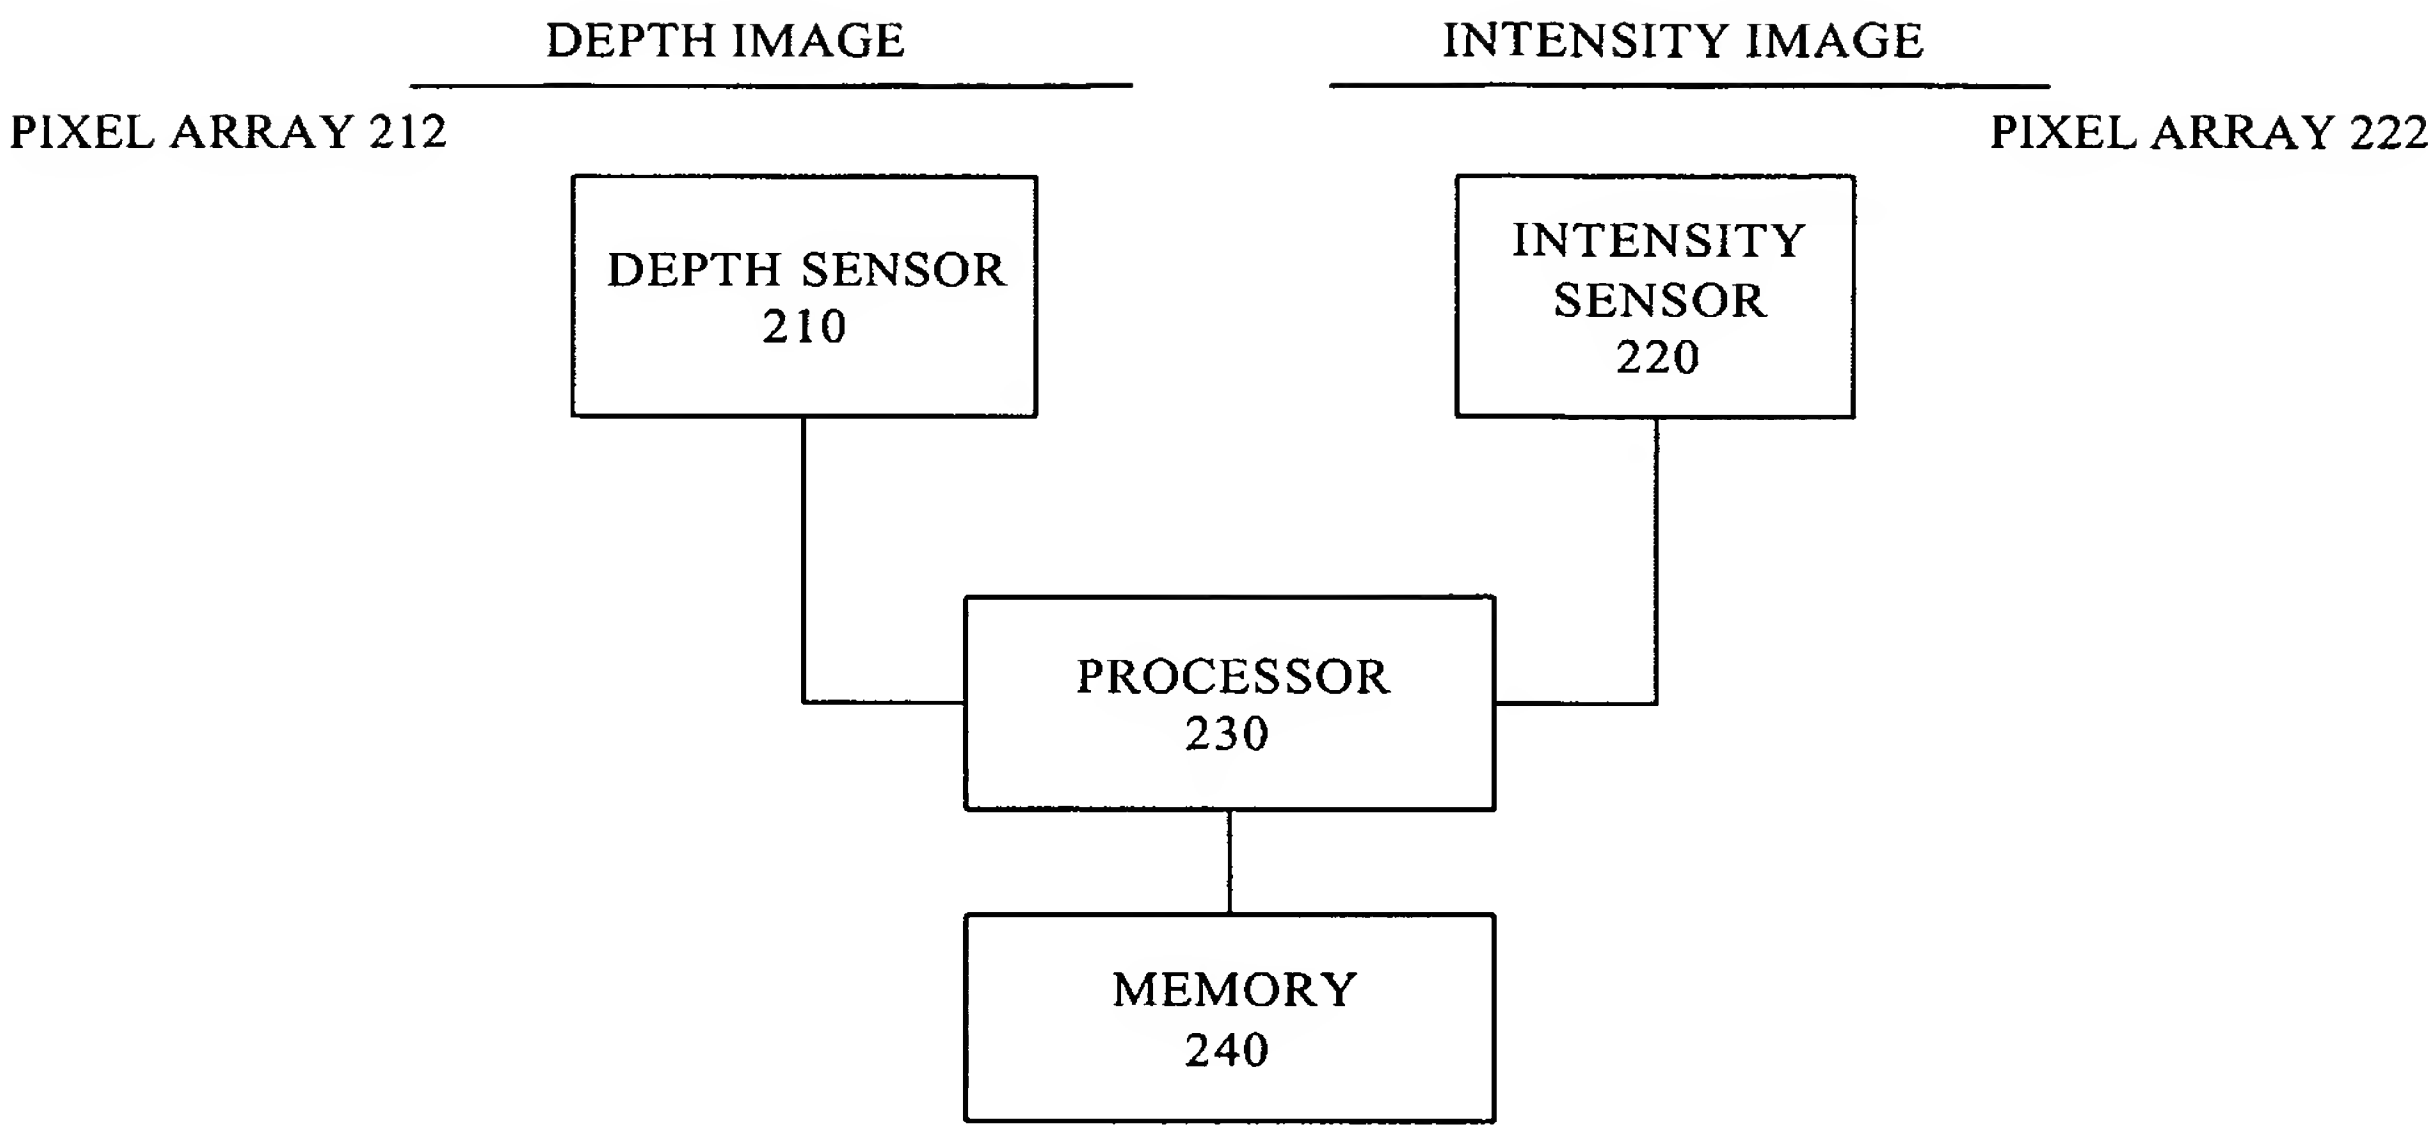 DEPTH IMAGE
INTENSITY IMAGE
PIXEL ARRAY 212
PIXEL ARRAY 222
DEPTH SENSOR
210
INTENSITY
SENSOR
220
PROCESSOR
230
MEMORY
240